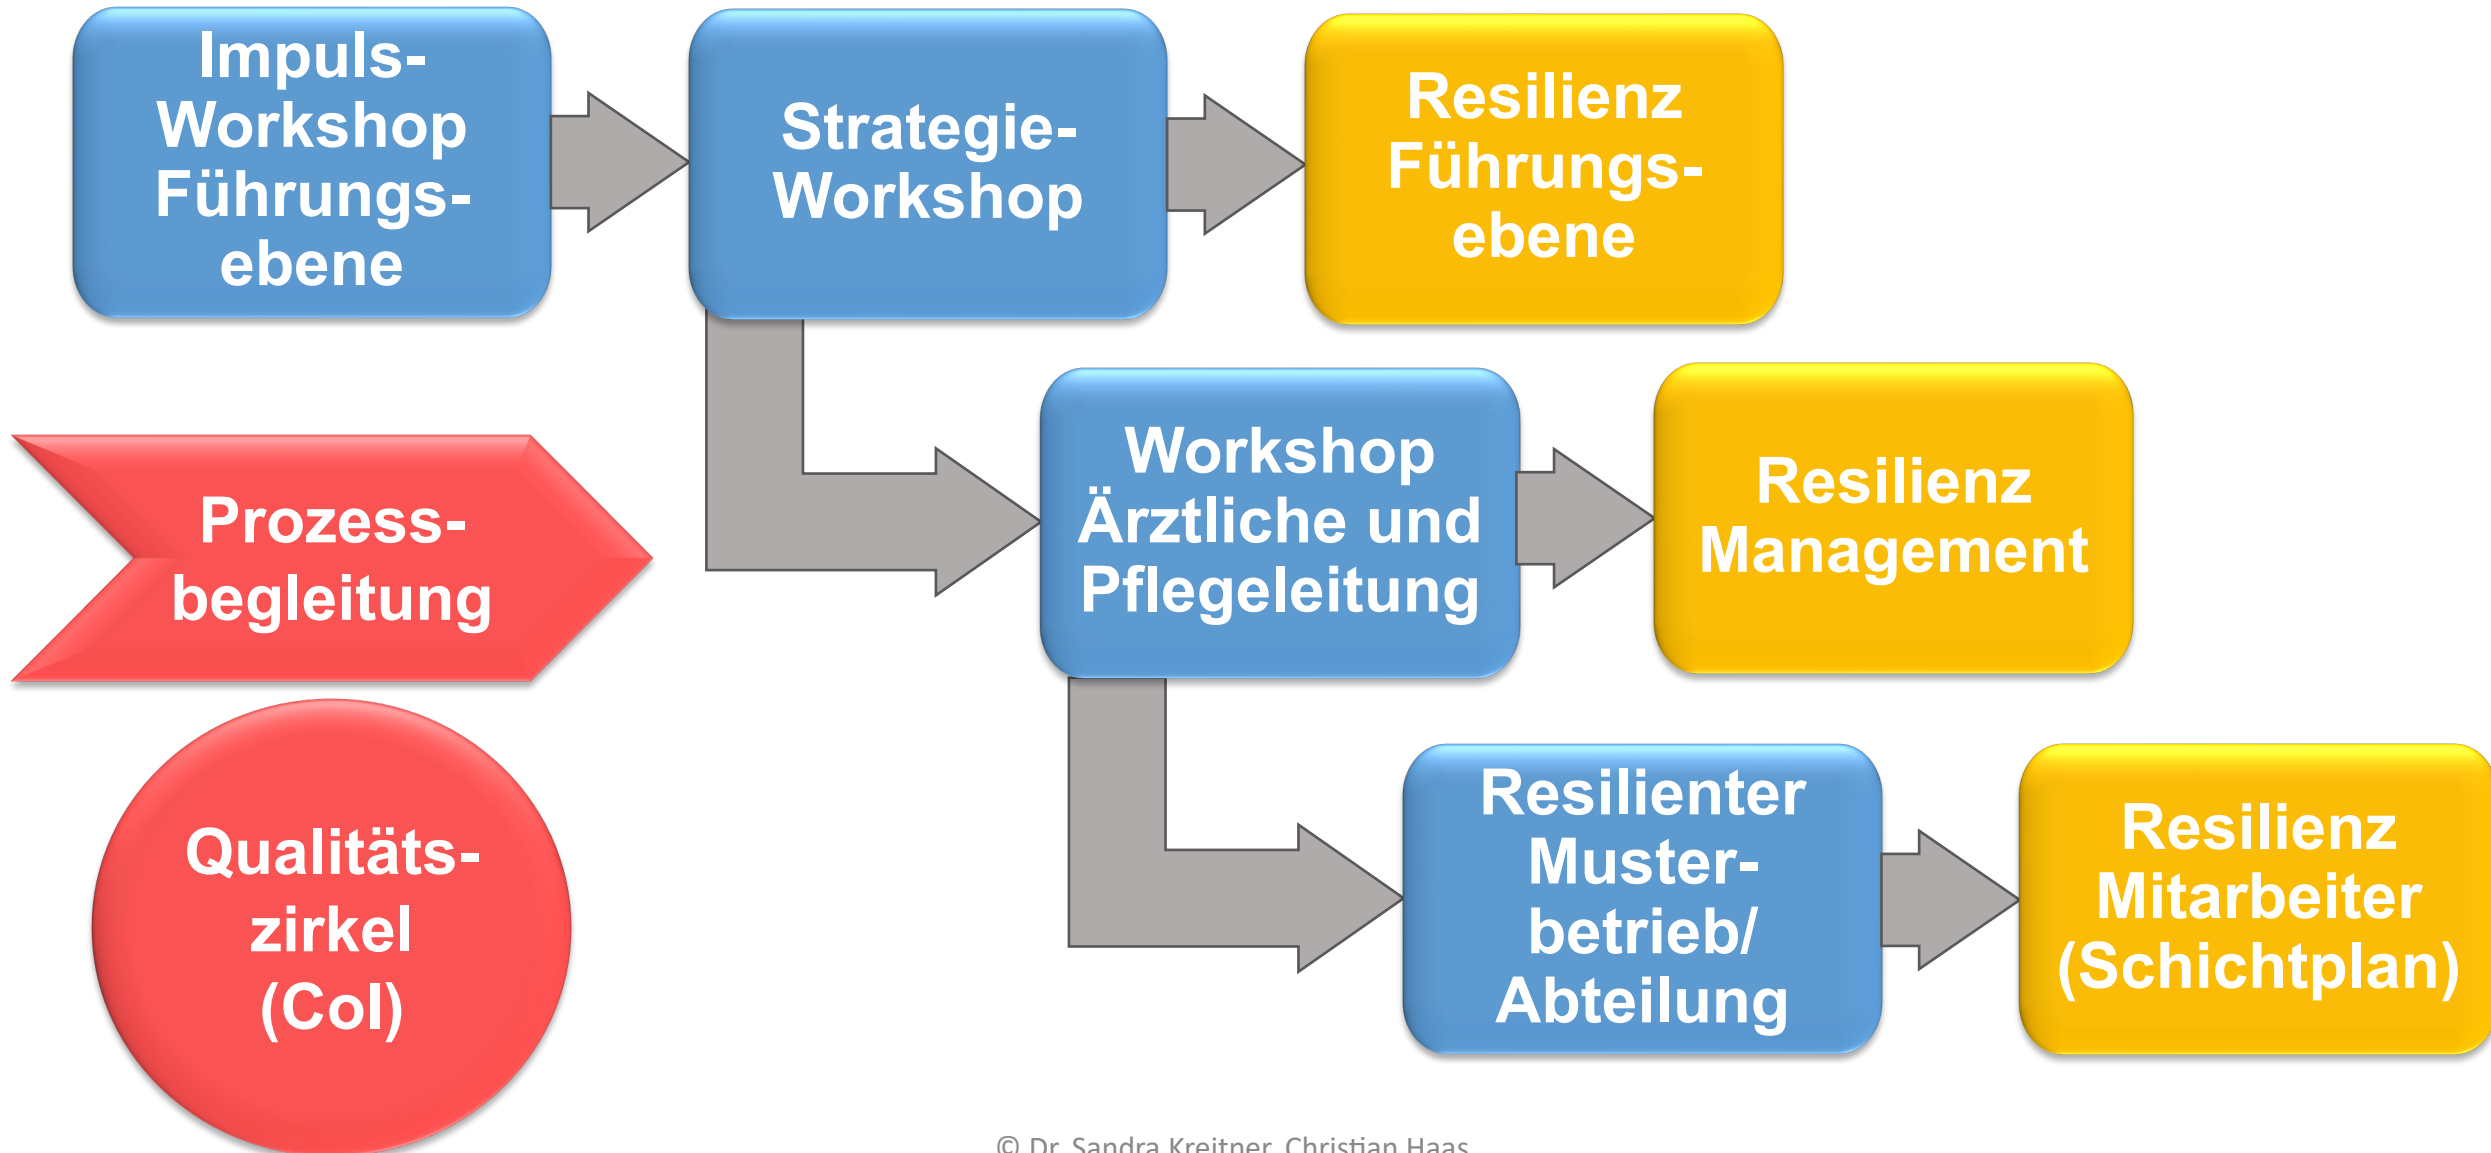 Impuls-
Workshop
Führungs-
ebene
Strategie-
Workshop
Resilienz
Führungs-
ebene
Prozess-
begleitung
Workshop
Ärztliche und
Pflegeleitung
Resilienz
Management
Qualitäts-
zirkel
(CoI)
Resilienter
Muster-
betrieb/
Abteilung
Resilienz
Mitarbeiter
(Schichtplan)
© Dr. Sandra Kreitner, Christian Haas